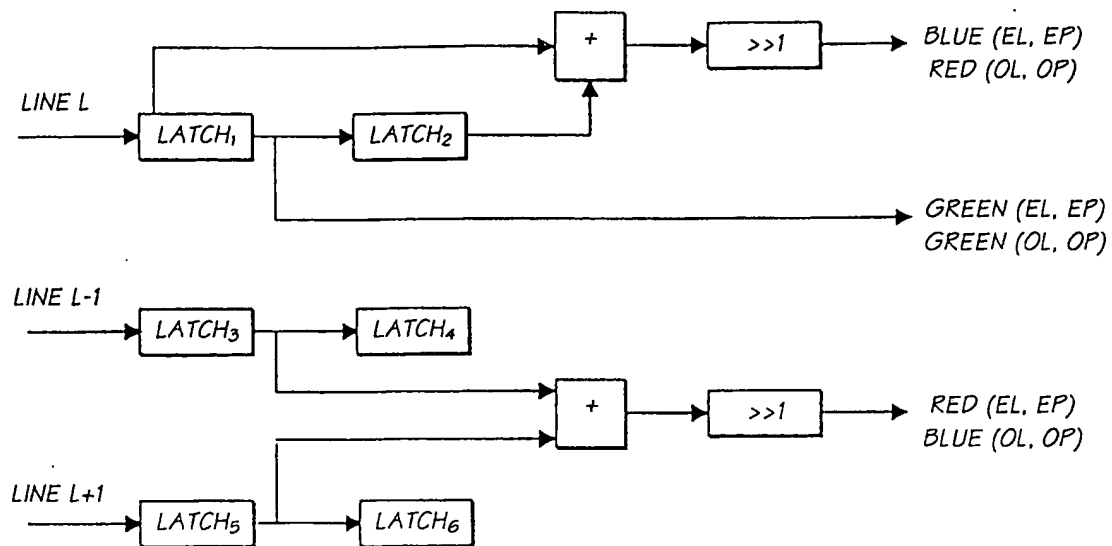 +
>>1
BLUE (EL, EP)
RED (OL, OP)
LINE L
LATCH₁
LATCH₂
GREEN (EL, EP)
GREEN (OL, OP)
LINE L-1
LATCH₃
LATCH₄
+
>>1
RED (EL, EP)
BLUE (OL, OP)
LINE L+1
LATCH₅
LATCH₆